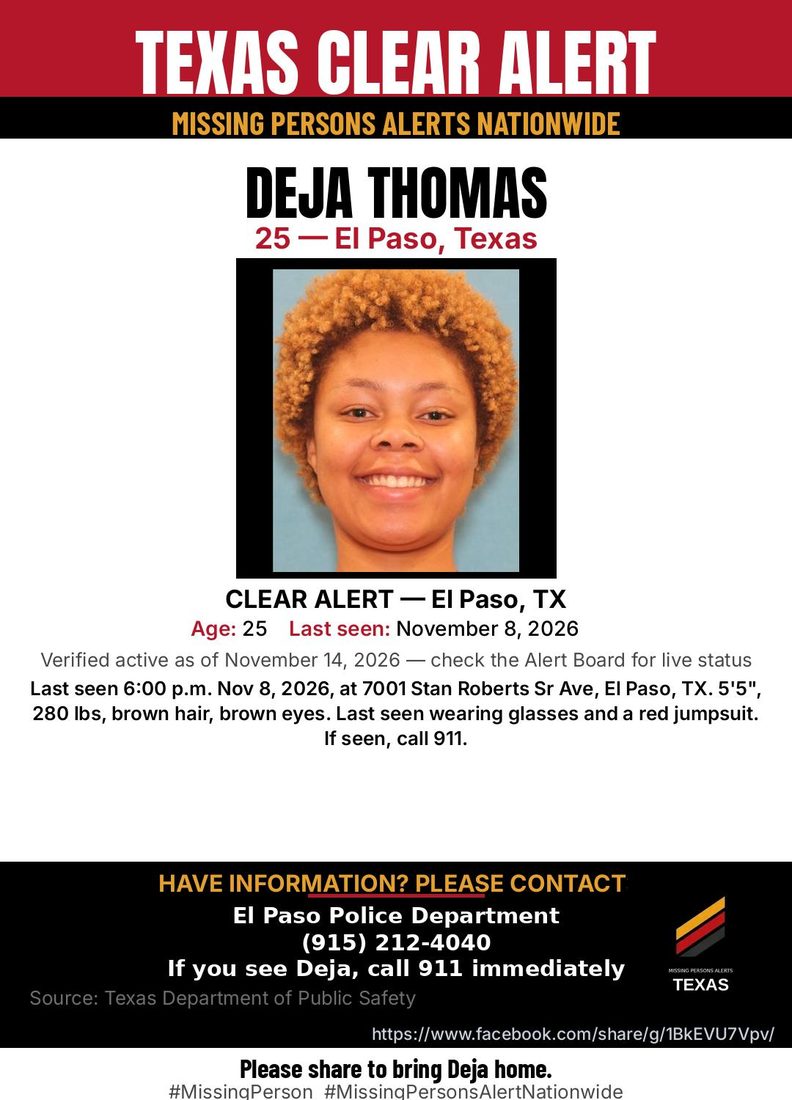 TEXAS CLEAR ALERT
MISSING PERSONS ALERTS NATIONWIDE
DEJA THOMAS
25 — El Paso, Texas
CLEAR ALERT — El Paso, TX
Age: 25 Last seen: November 8, 2026
Verified active as of November 14, 2026 — check the Alert Board for live status
Last seen 6:00 p.m. Nov 8, 2026, at 7001 Stan Roberts Sr Ave, El Paso, TX. 5'5",
280 lbs, brown hair, brown eyes. Last seen wearing glasses and a red jumpsuit.
If seen, call 911.
HAVE INFORMATION? PLEASE CONTACT
El Paso Police Department
(915) 212-4040
If you see Deja, call 911 immediately
MISSING PERSONS ALERTS
TEXAS
Source: Texas Department of Public Safety
https://www.facebook.com/share/g/1BkEVU7Vpv/
Please share to bring Deja home.
#MissingPerson #MissingPersonsAlertNationwide